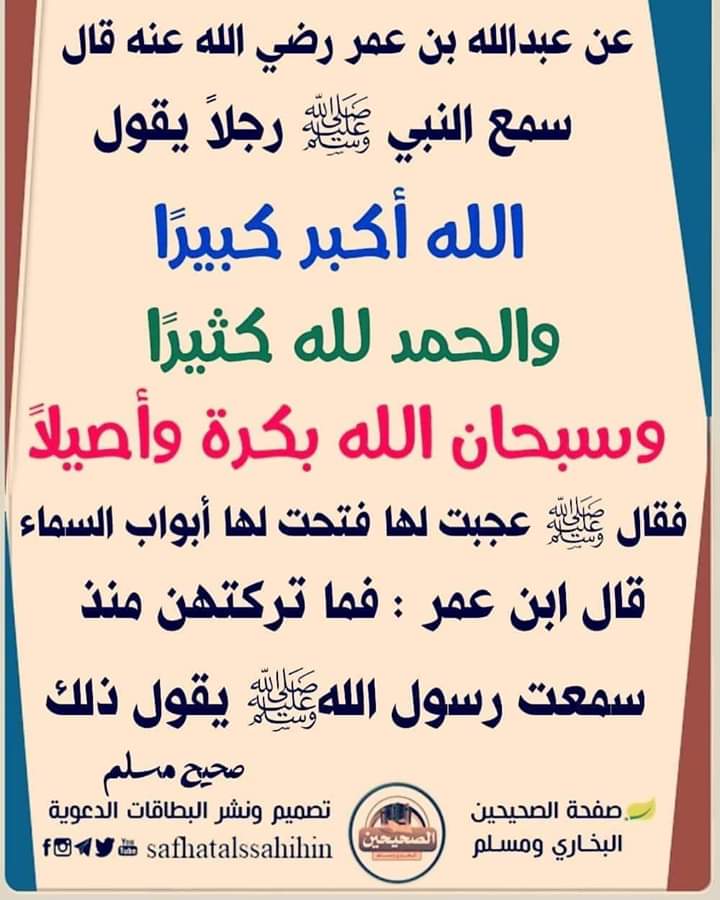 عن عبدالله بن عمر رضي الله عنه قال
سمع النبي ﷺ رجلاً يقول
الله أكبر كبيرًا
والحمد لله كثيرًا
وسبحان الله بكرة وأصيلاً
فقال ﷺ عجبت لها فتحت لها أبواب السماء
قال ابن عمر : فما تركتهن منذ
سمعت رسول الله ﷺ يقول ذلك
صحيح مسلم
صفحة الصحيحين
البخاري ومسلم
الصحيحين
تصميم ونشر البطاقات الدعوية
You Tube safhatalssahihin